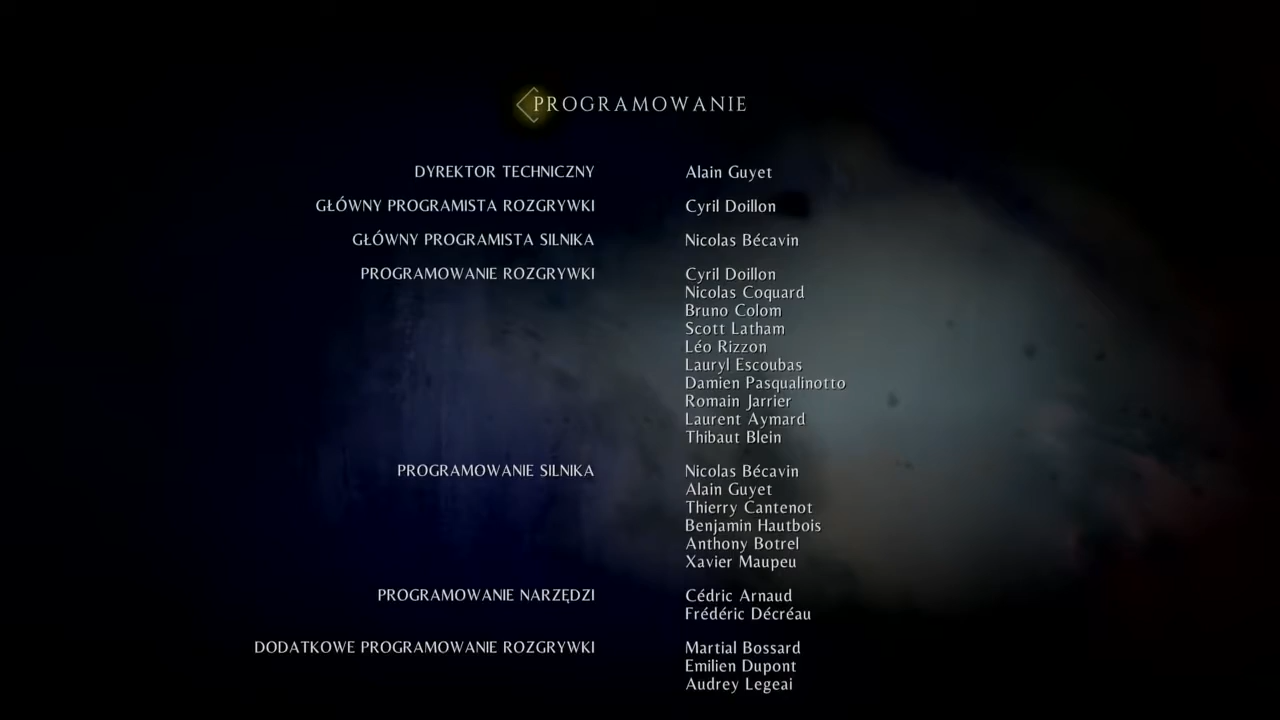 PROGRAMOWANIE
DYREKTOR TECHNICZNY Alain Guyet
GŁÓWNY PROGRAMISTA ROZGRYWKI Cyril Doillon
GŁÓWNY PROGRAMISTA SILNIKA Nicolas Bécavin
PROGRAMOWANIE ROZGRYWKI Cyril Doillon
Nicolas Coquard
Bruno Colom
Scott Latham
Léo Rizzon
Lauryl Escoubas
Damien Pasqualinotto
Romain Jarrier
Laurent Aymard
Thibaut Blein
PROGRAMOWANIE SILNIKA Nicolas Bécavin
Alain Guyet
Thierry Cantenot
Benjamin Hautbois
Anthony Botrel
Xavier Maupeu
PROGRAMOWANIE NARZĘDZI Cédric Arnaud
Frédéric Décréau
DODATKOWE PROGRAMOWANIE ROZGRYWKI Martial Bossard
Emilien Dupont
Audrey Legeai